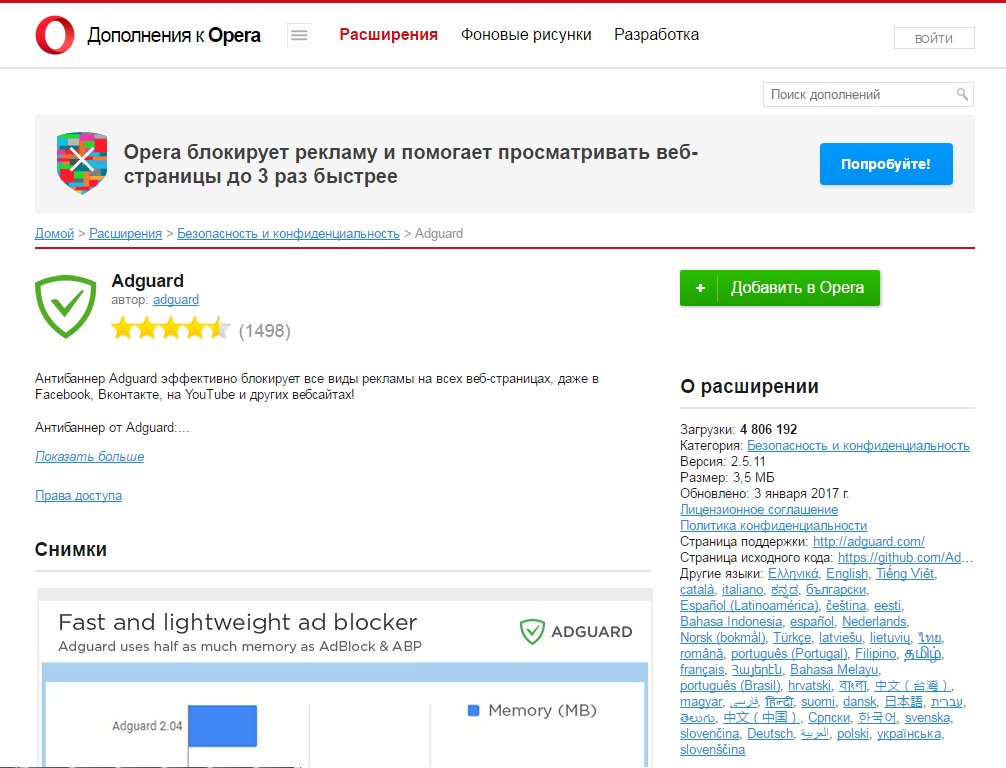 Дополнения к Opera
Расширения Фоновые рисунки Разработка
ВОЙТИ
Поиск дополнений
Opera блокирует рекламу и помогает просматривать веб-
страницы до 3 раз быстрее
Попробуйте!
Домой > Расширения > Безопасность и конфиденциальность > Adguard
Adguard
автор: adguard
(1498)
+ Добавить в Opera
Антибаннер Adguard эффективно блокирует все виды рекламы на всех веб-страницах, даже в
Facebook, Вконтакте, на YouTube и других вебсайтах!
Антибаннер от Adguard:...
Показать больше
Права доступа
Снимки
Fast and lightweight ad blocker
Adguard uses half as much memory as AdBlock & ABP
ADGUARD
Adguard 2.04
Memory (MB)
О расширении
Загрузки: 4 806 192
Категория: Безопасность и конфиденциальность
Версия: 2.5.11
Размер: 3,5 МБ
Обновлено: 3 января 2017 г.
Лицензионное соглашение
Политика конфиденциальности
Страница поддержки: http://adguard.com/
Страница исходного кода: https://github.com/Ad...
Другие языки: Ελληνικά, English, Tiếng Việt,
català, italiano, ಕನ್ನಡ, български,
Español (Latinoamérica), čeština, eesti,
Bahasa Indonesia, español, Nederlands,
Norsk (bokmål), Türkçe, latviešu, lietuvių, ไทย,
română, português (Portugal), Filipino, தமிழ்,
français, Հայերէն, Bahasa Melayu,
português (Brasil), hrvatski, বাংলা, 中文（台灣）,
magyar, فارسی, हिन्दी, suomi, dansk, 日本語, עברית,
తెలుగు, 中文（中国）, Српски, 한국어, svenska,
slovenčina, Deutsch, العربية, polski, українська,
slovenščina